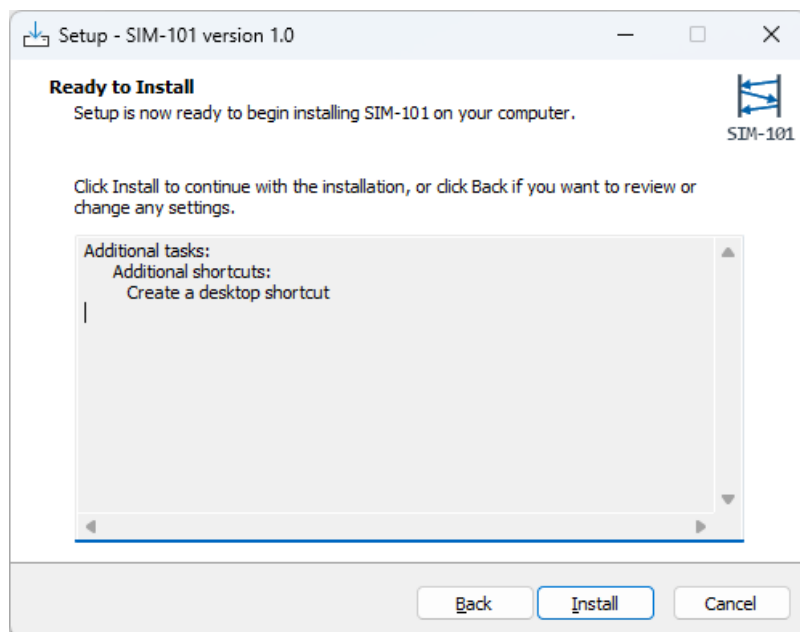 Setup - SIM-101 version 1.0
Ready to Install
Setup is now ready to begin installing SIM-101 on your computer.
SIM-101
Click Install to continue with the installation, or click Back if you want to review or
change any settings.
Additional tasks:
Additional shortcuts:
Create a desktop shortcut
Back
Install
Cancel